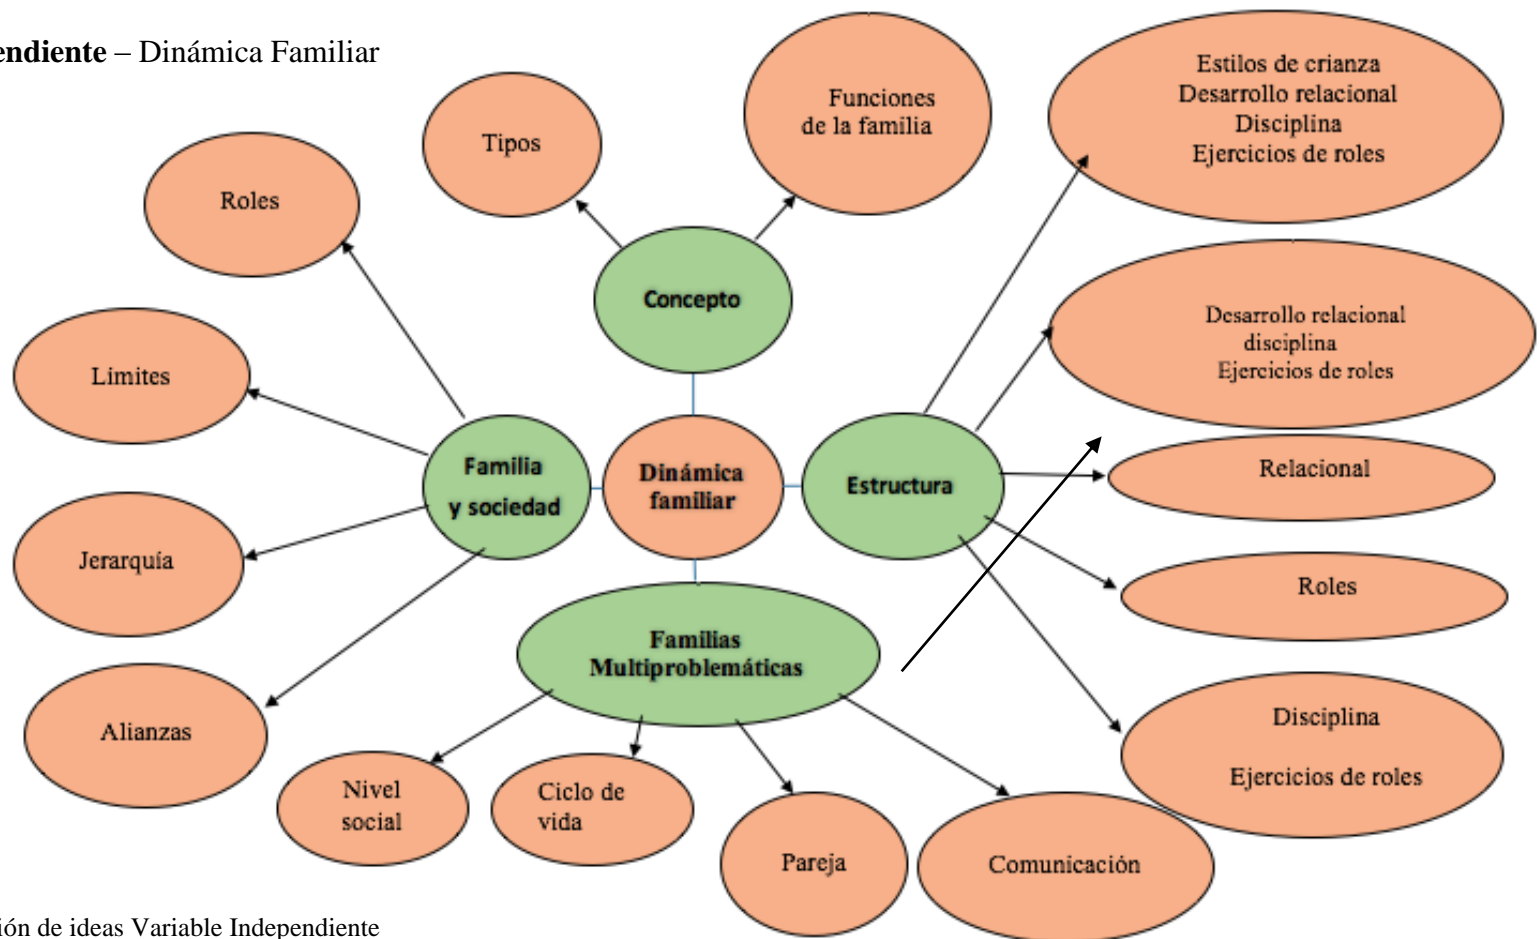 endiente – Dinámica Familiar
Tipos
Funciones
de la familia
Estilos de crianza
Desarrollo relacional
Disciplina
Ejercicios de roles
Roles
Concepto
Desarrollo relacional
disciplina
Ejercicios de roles
Límites
Familia
y sociedad
Dinámica
familiar
Estructura
Relacional
Jerarquía
Roles
Familias
Multiproblemáticas
Alianzas
Disciplina
Ejercicios de roles
Nivel
social
Ciclo de
vida
Pareja
Comunicación
ión de ideas Variable Independiente